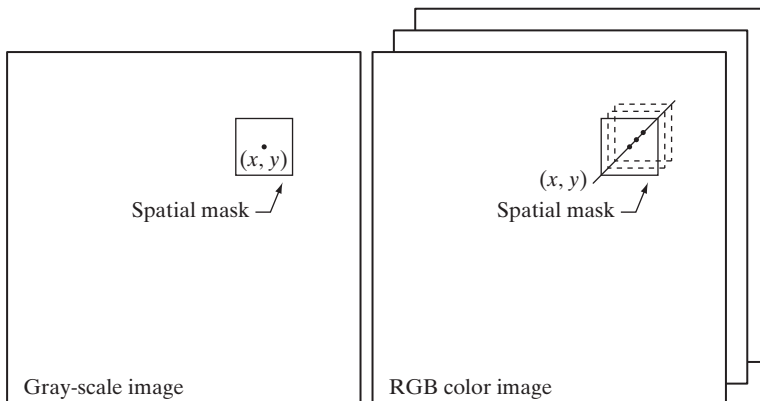 (x, y)
Spatial mask
Gray-scale image
(x, y)
Spatial mask
RGB color image